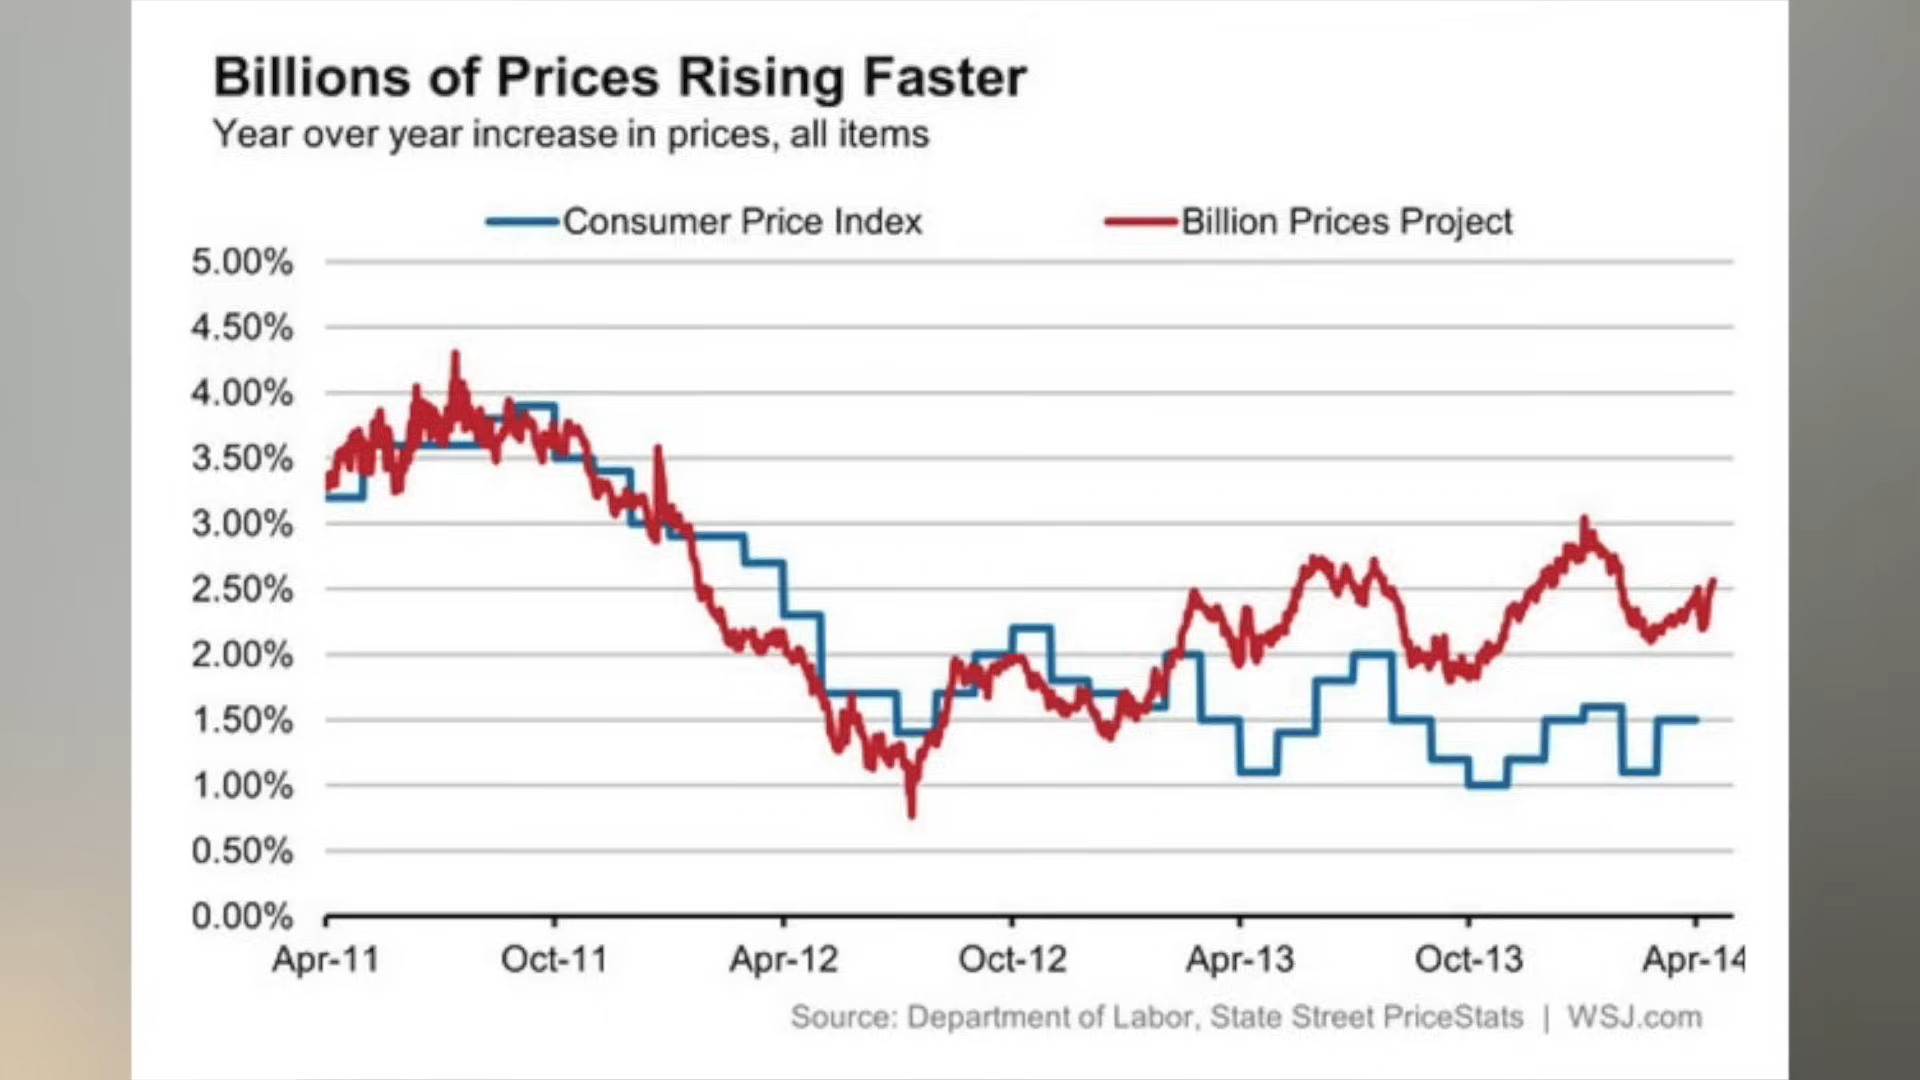 Billions of Prices Rising Faster
Year over year increase in prices, all items
Consumer Price Index
Billion Prices Project
5.00%
4.50%
4.00%
3.50%
3.00%
2.50%
2.00%
1.50%
1.00%
0.50%
0.00%
Apr-11 Oct-11 Apr-12 Oct-12 Apr-13 Oct-13 Apr-14
Source: Department of Labor, State Street PriceStats | WSJ.com